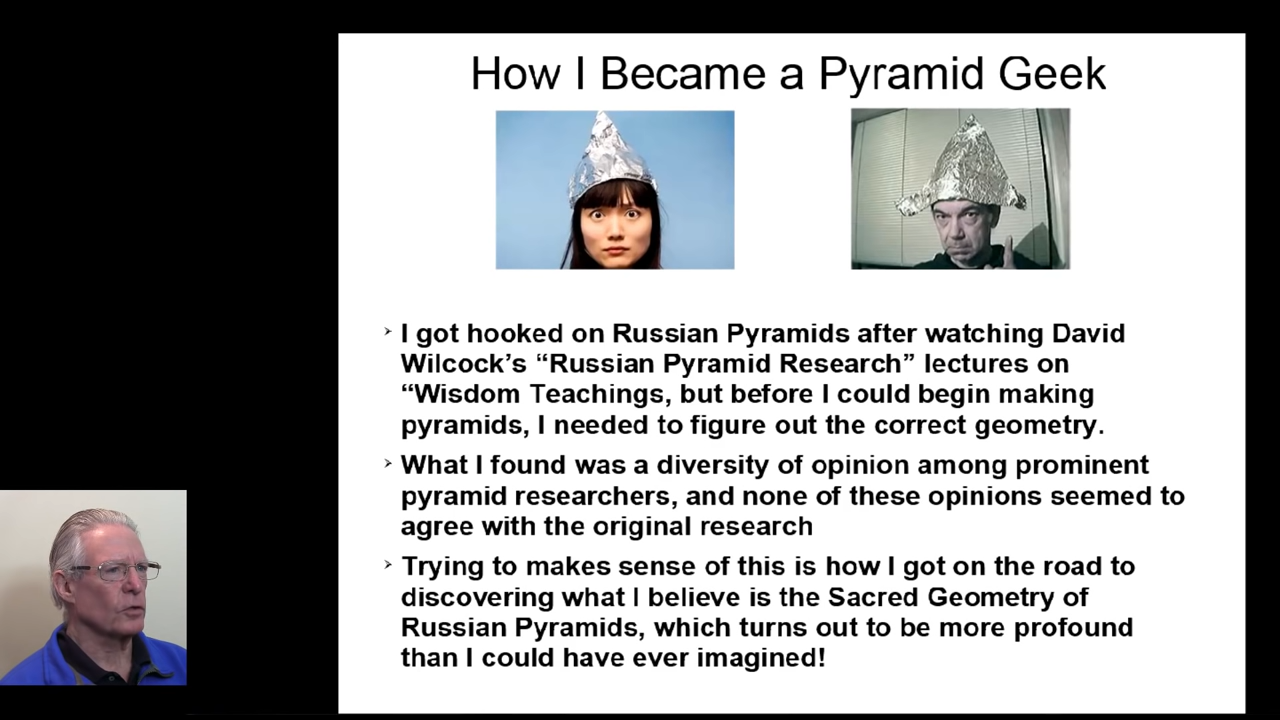 How I Became a Pyramid Geek
I got hooked on Russian Pyramids after watching David
Wilcock’s “Russian Pyramid Research” lectures on
“Wisdom Teachings, but before I could begin making
pyramids, I needed to figure out the correct geometry.
What I found was a diversity of opinion among prominent
pyramid researchers, and none of these opinions seemed to
agree with the original research
Trying to makes sense of this is how I got on the road to
discovering what I believe is the Sacred Geometry of
Russian Pyramids, which turns out to be more profound
than I could have ever imagined!